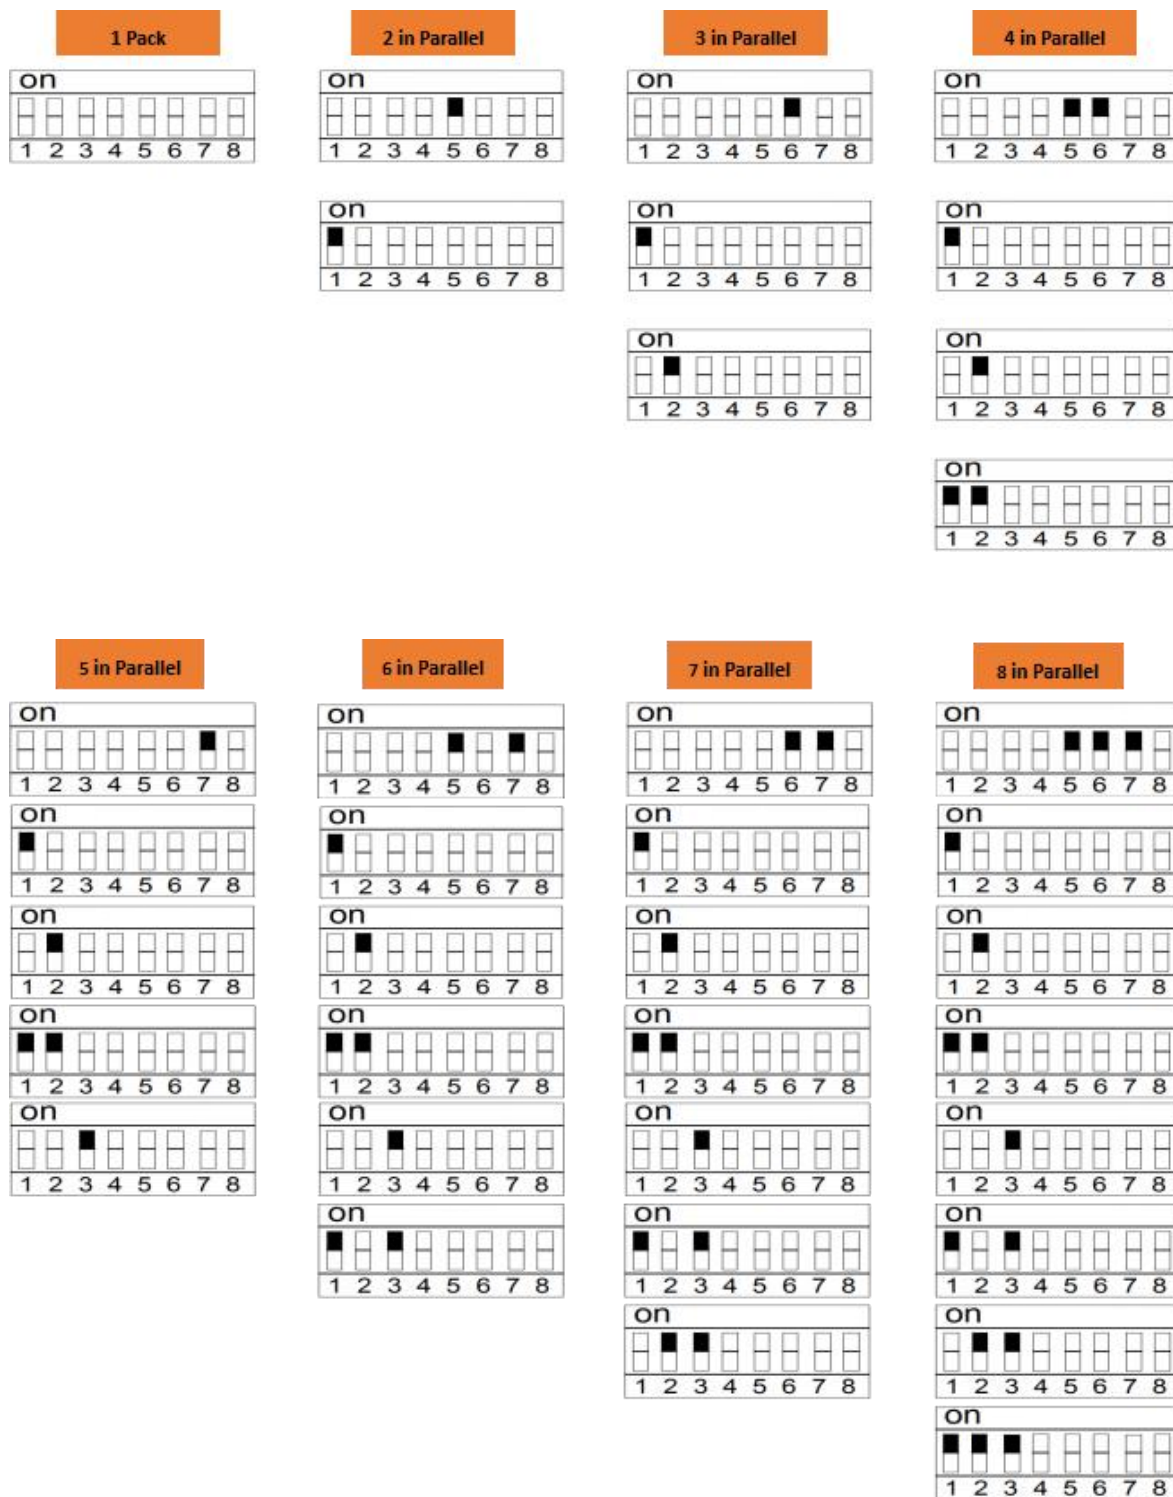 1 Pack
2 in Parallel
3 in Parallel
4 in Parallel
on
on
on
on
1 2 3 4 5 6 7 8
1 2 3 4 5 6 7 8
1 2 3 4 5 6 7 8
1 2 3 4 5 6 7 8
on
on
on
1 2 3 4 5 6 7 8
1 2 3 4 5 6 7 8
1 2 3 4 5 6 7 8
on
on
1 2 3 4 5 6 7 8
1 2 3 4 5 6 7 8
on
1 2 3 4 5 6 7 8
5 in Parallel
6 in Parallel
7 in Parallel
8 in Parallel
on
on
on
on
1 2 3 4 5 6 7 8
1 2 3 4 5 6 7 8
1 2 3 4 5 6 7 8
1 2 3 4 5 6 7 8
on
on
on
on
1 2 3 4 5 6 7 8
1 2 3 4 5 6 7 8
1 2 3 4 5 6 7 8
1 2 3 4 5 6 7 8
on
on
on
on
1 2 3 4 5 6 7 8
1 2 3 4 5 6 7 8
1 2 3 4 5 6 7 8
1 2 3 4 5 6 7 8
on
on
on
on
1 2 3 4 5 6 7 8
1 2 3 4 5 6 7 8
1 2 3 4 5 6 7 8
1 2 3 4 5 6 7 8
on
on
on
on
1 2 3 4 5 6 7 8
1 2 3 4 5 6 7 8
1 2 3 4 5 6 7 8
1 2 3 4 5 6 7 8
on
on
on
1 2 3 4 5 6 7 8
1 2 3 4 5 6 7 8
1 2 3 4 5 6 7 8
on
on
1 2 3 4 5 6 7 8
1 2 3 4 5 6 7 8
on
1 2 3 4 5 6 7 8